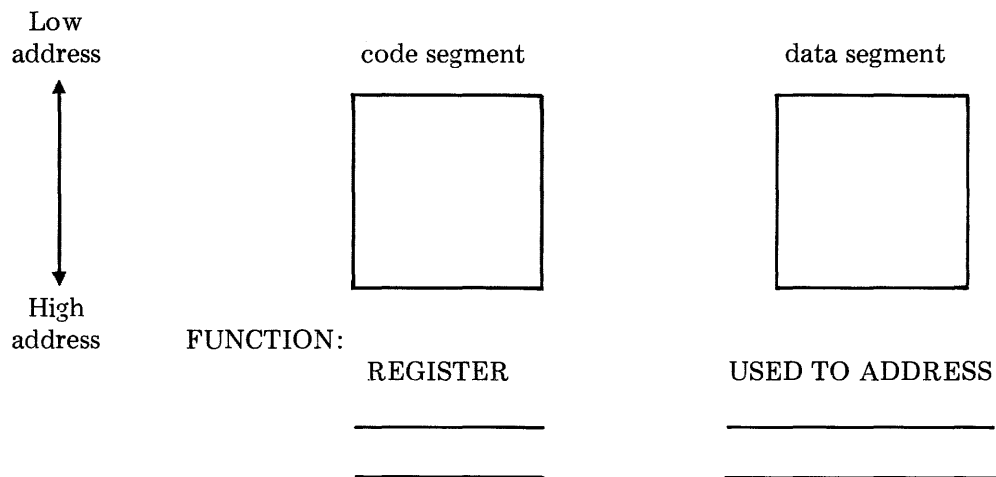 Low
address
code segment
data segment
High
address
FUNCTION:
REGISTER
USED TO ADDRESS